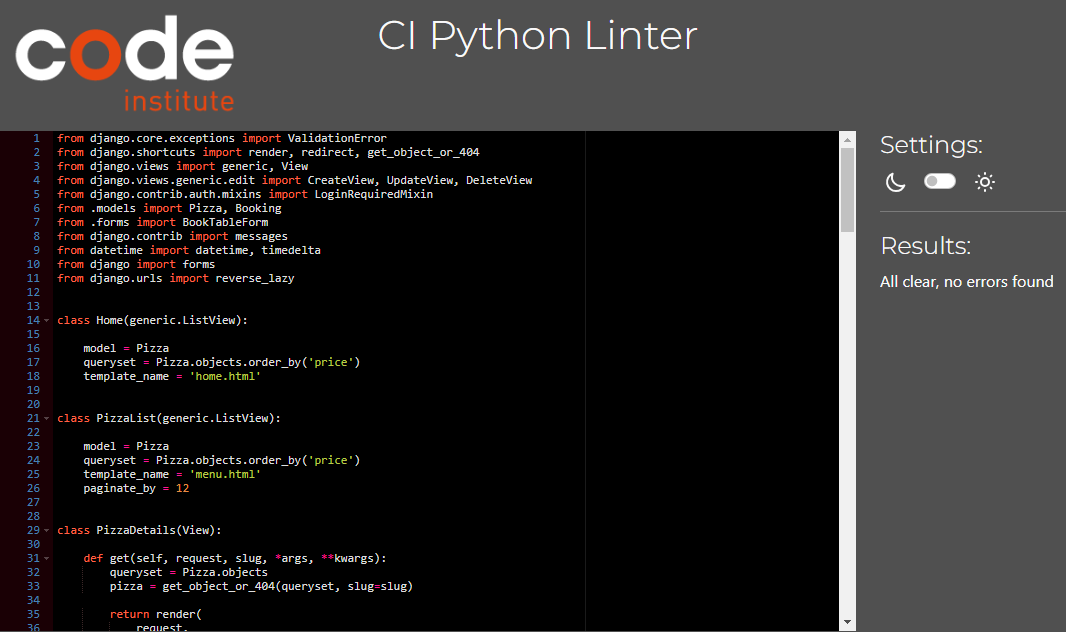 code
institute
CI Python Linter
1 from django.core.exceptions import ValidationError
2 from django.shortcuts import render, redirect, get_object_or_404
3 from django.views import generic, View
4 from django.views.generic.edit import CreateView, UpdateView, DeleteView
5 from django.contrib.auth.mixins import LoginRequiredMixin
6 from .models import Pizza, Booking
7 from .forms import BookTableForm
8 from django.contrib import messages
9 from datetime import datetime, timedelta
10 from django import forms
11 from django.urls import reverse_lazy
12
13
14 class Home(generic.ListView):
15
16     model = Pizza
17     queryset = Pizza.objects.order_by('price')
18     template_name = 'home.html'
19
20
21 class PizzaList(generic.ListView):
22
23     model = Pizza
24     queryset = Pizza.objects.order_by('price')
25     template_name = 'menu.html'
26     paginate_by = 12
27
28
29 class PizzaDetails(View):
30
31     def get(self, request, slug, *args, **kwargs):
32         queryset = Pizza.objects
33         pizza = get_object_or_404(queryset, slug=slug)
34
35         return render(
36             request,
Settings:
Results:
All clear, no errors found